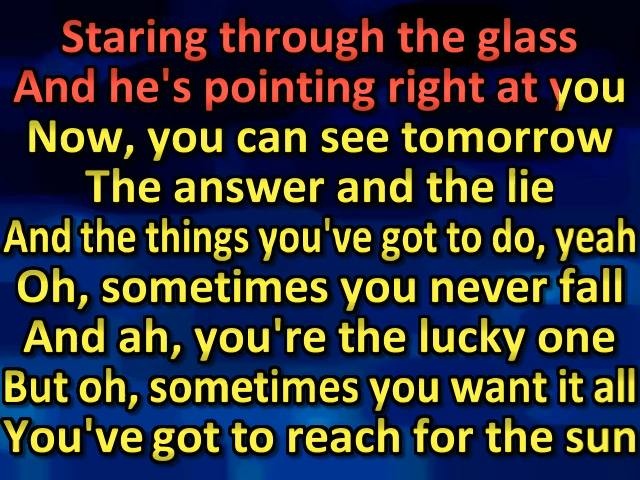 Staring through the glass
And he's pointing right at you
Now, you can see tomorrow
The answer and the lie
And the things you've got to do, yeah
Oh, sometimes you never fall
And ah, you're the lucky one
But oh, sometimes you want it all
You've got to reach for the sun